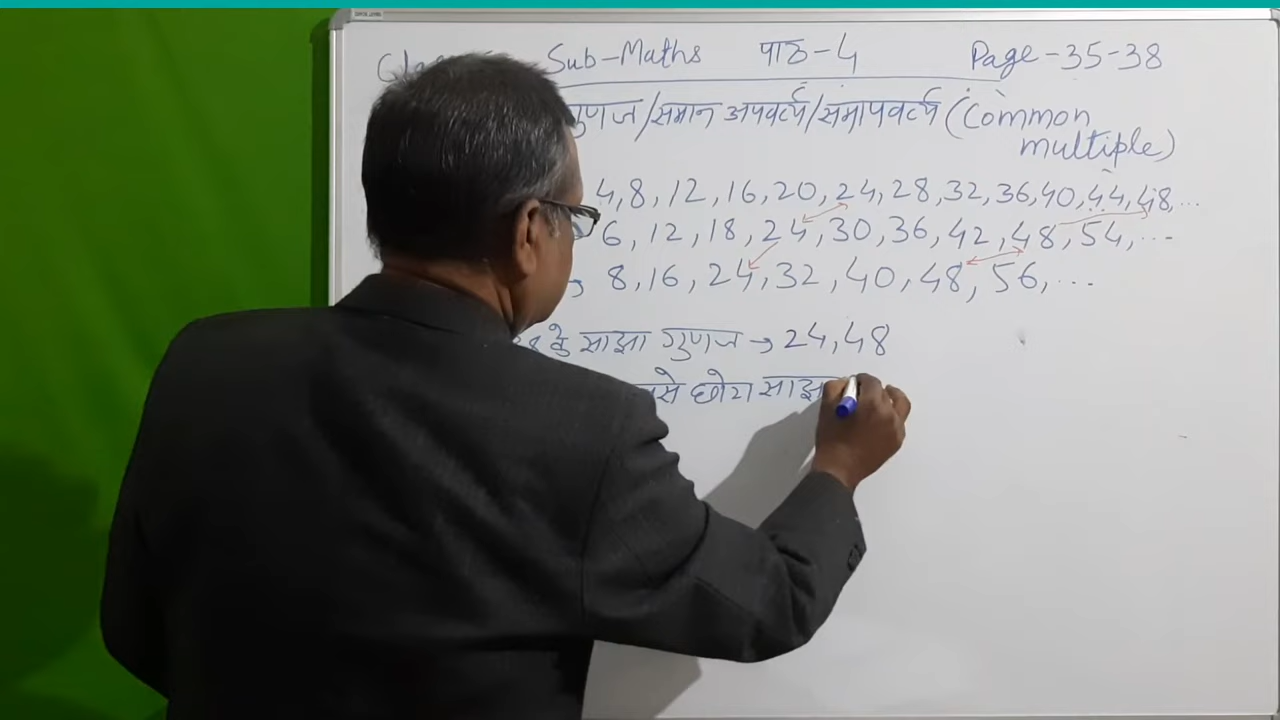 Sub-Maths पाठ-4 Page-35-38
गुणज/समान अपवर्त्य/समापवर्त्य (Common
multiple)
4, 8, 12, 16, 20, 24, 28, 32, 36, 40, 44, 48, ...
6, 12, 18, 24, 30, 36, 42, 48, 54, ...
→ 8, 16, 24, 32, 40, 48, 56, ...
8 के साझा गुणज → 24, 48
छोटा साझा